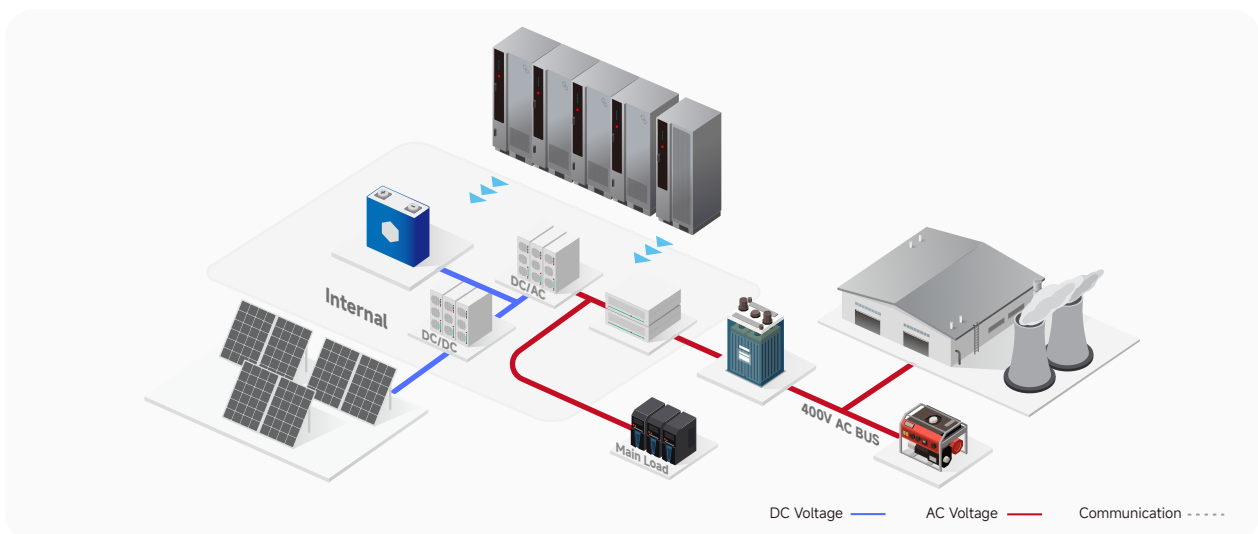 Internal
DC/AC
DC/DC
Main Load
400V AC BUS
DC Voltage
AC Voltage
Communication